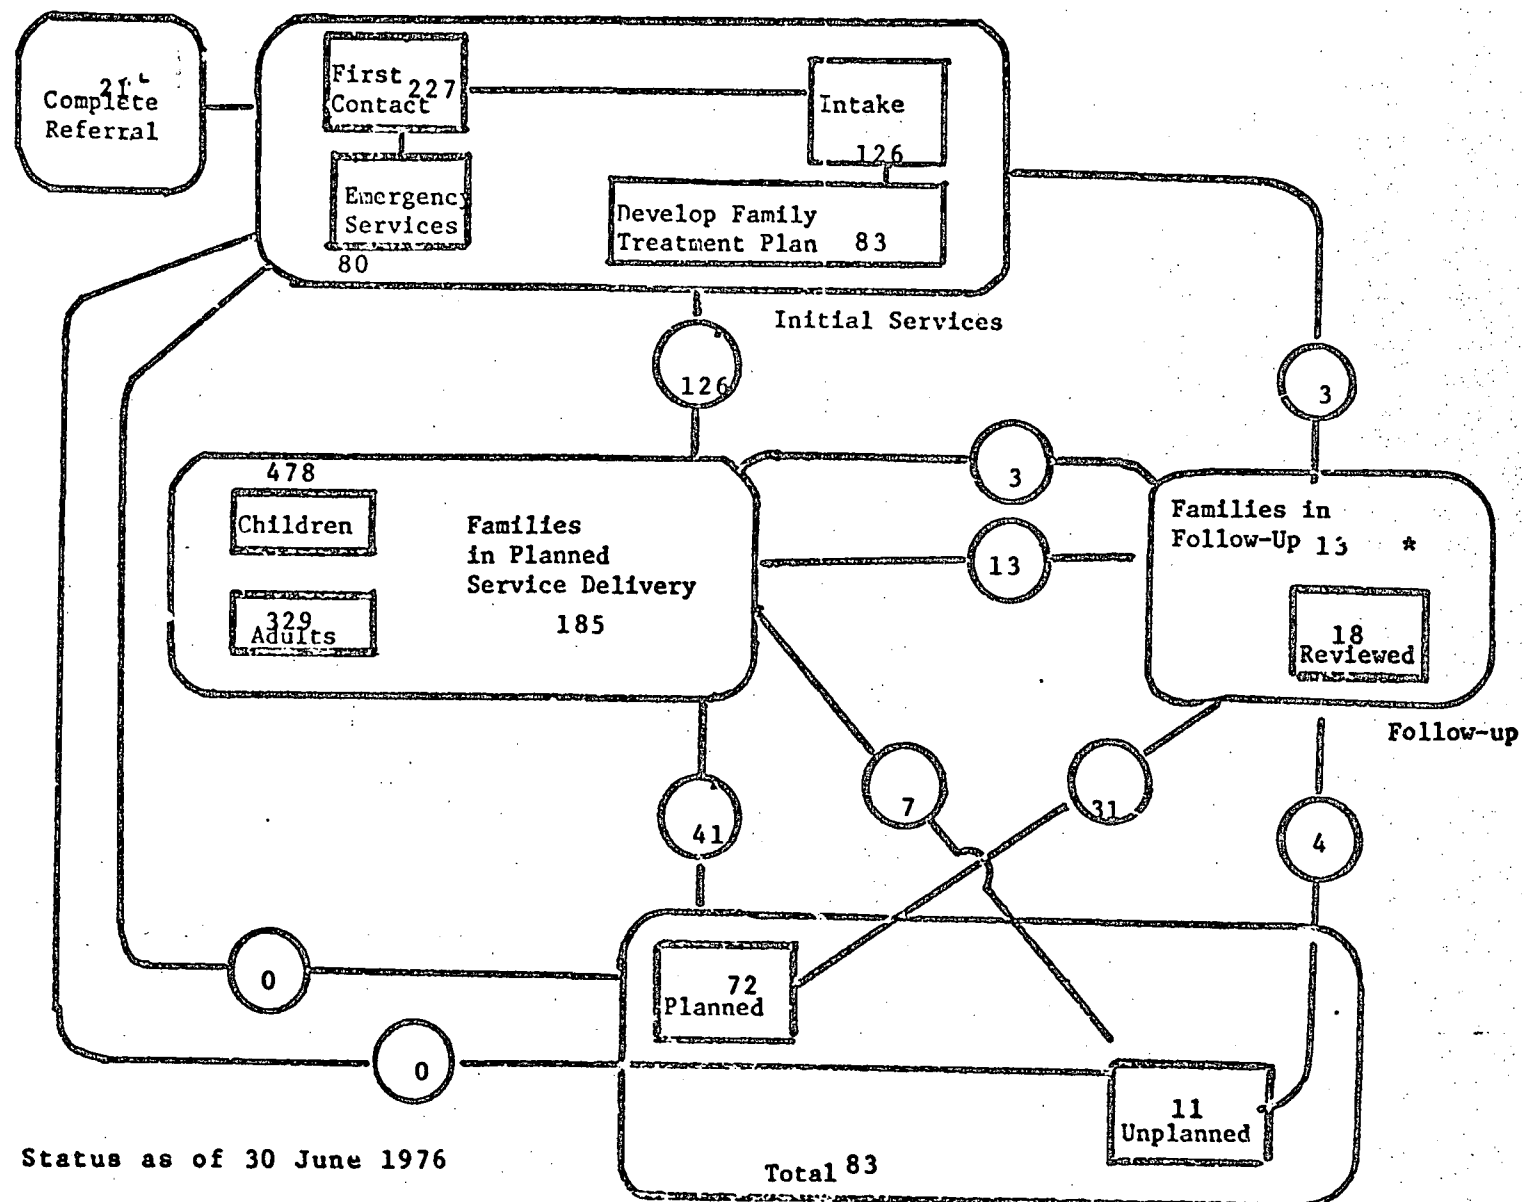 21
Complete
Referral
First
Contact 227
Intake
126
Emergency
Services
80
Develop Family
Treatment Plan 83
Initial Services
126
3
478
Children
329
Adults
Families
in Planned
Service Delivery
185
3
13
Families in
Follow-Up 13 *
18
Reviewed
Follow-up
7
31
41
4
0
0
72
Planned
11
Unplanned
Total 83
Status as of 30 June 1976